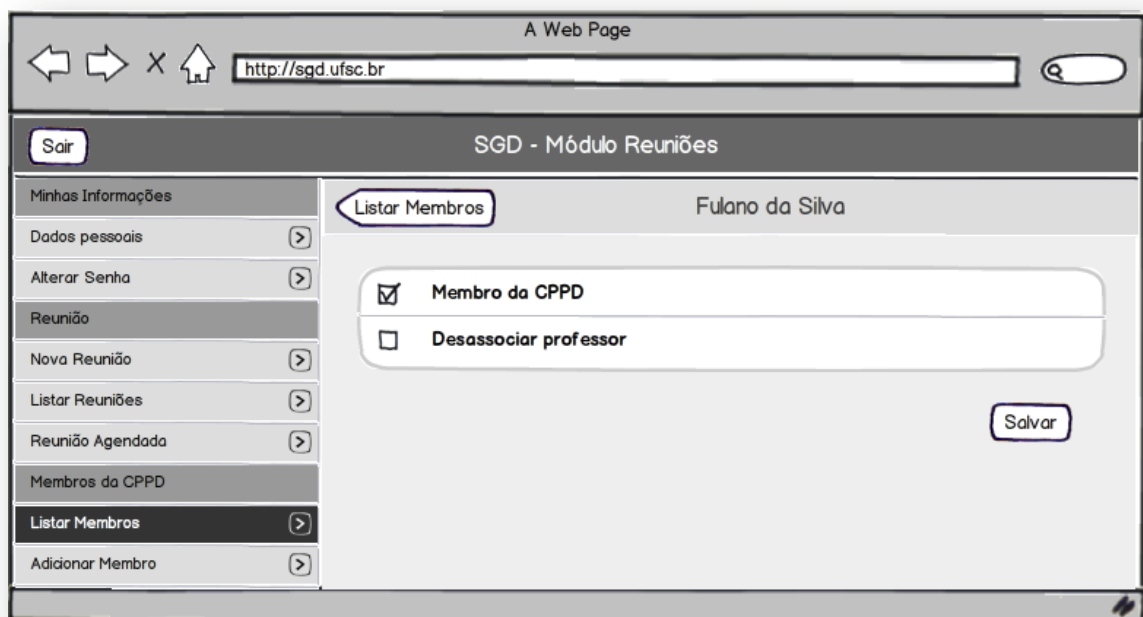 A Web Page
http://sgd.ufsc.br
Sair
SGD - Módulo Reuniões
Minhas Informações
Dados pessoais
Alterar Senha
Reunião
Nova Reunião
Listar Reuniões
Reunião Agendada
Membros da CPPD
Listar Membros
Adicionar Membro
Listar Membros
Fulano da Silva
Membro da CPPD
Desassociar professor
Salvar